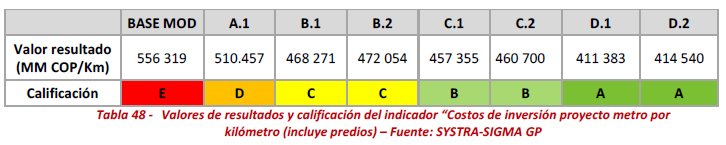 BASE MOD A.1 B.1 B.2 C.1 C.2 D.1 D.2
Valor resultado (MM COP/Km) 556 319 510.457 468 271 472 054 457 355 460 700 411 383 414 540
Calificación E D C C B B A A
Tabla 48 - Valores de resultados y calificación del indicador “Costos de inversión proyecto metro por
kilómetro (incluye predios) – Fuente: SYSTRA-SIGMA GP